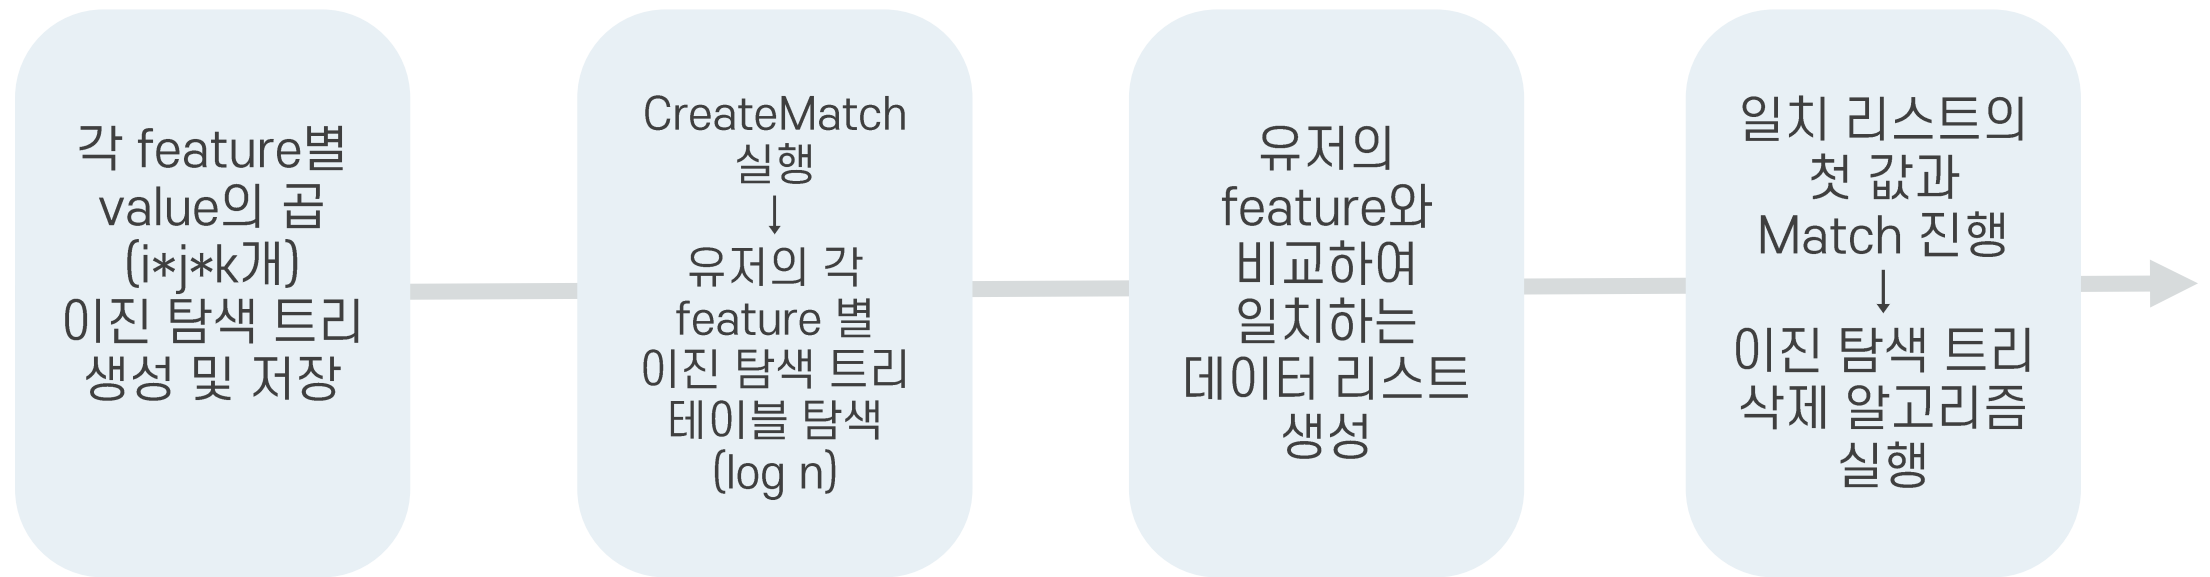 각 feature별
value의 곱
(i*j*k개)
이진 탐색 트리
생성 및 저장
CreateMatch
실행
↓
유저의 각
feature 별
이진 탐색 트리
테이블 탐색
(log n)
유저의
feature와
비교하여
일치하는
데이터 리스트
생성
일치 리스트의
첫 값과
Match 진행
↓
이진 탐색 트리
삭제 알고리즘
실행